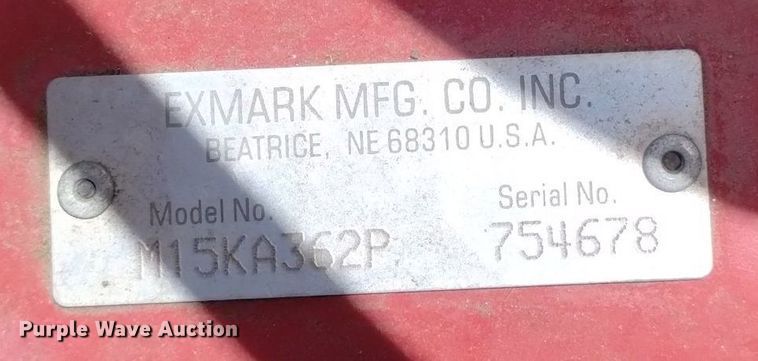 EXMARK MFG. CO. INC.
BEATRICE, NE 68310 U.S.A.
Model No. Serial No.
M15KA362P 754678
Purple Wave Auction